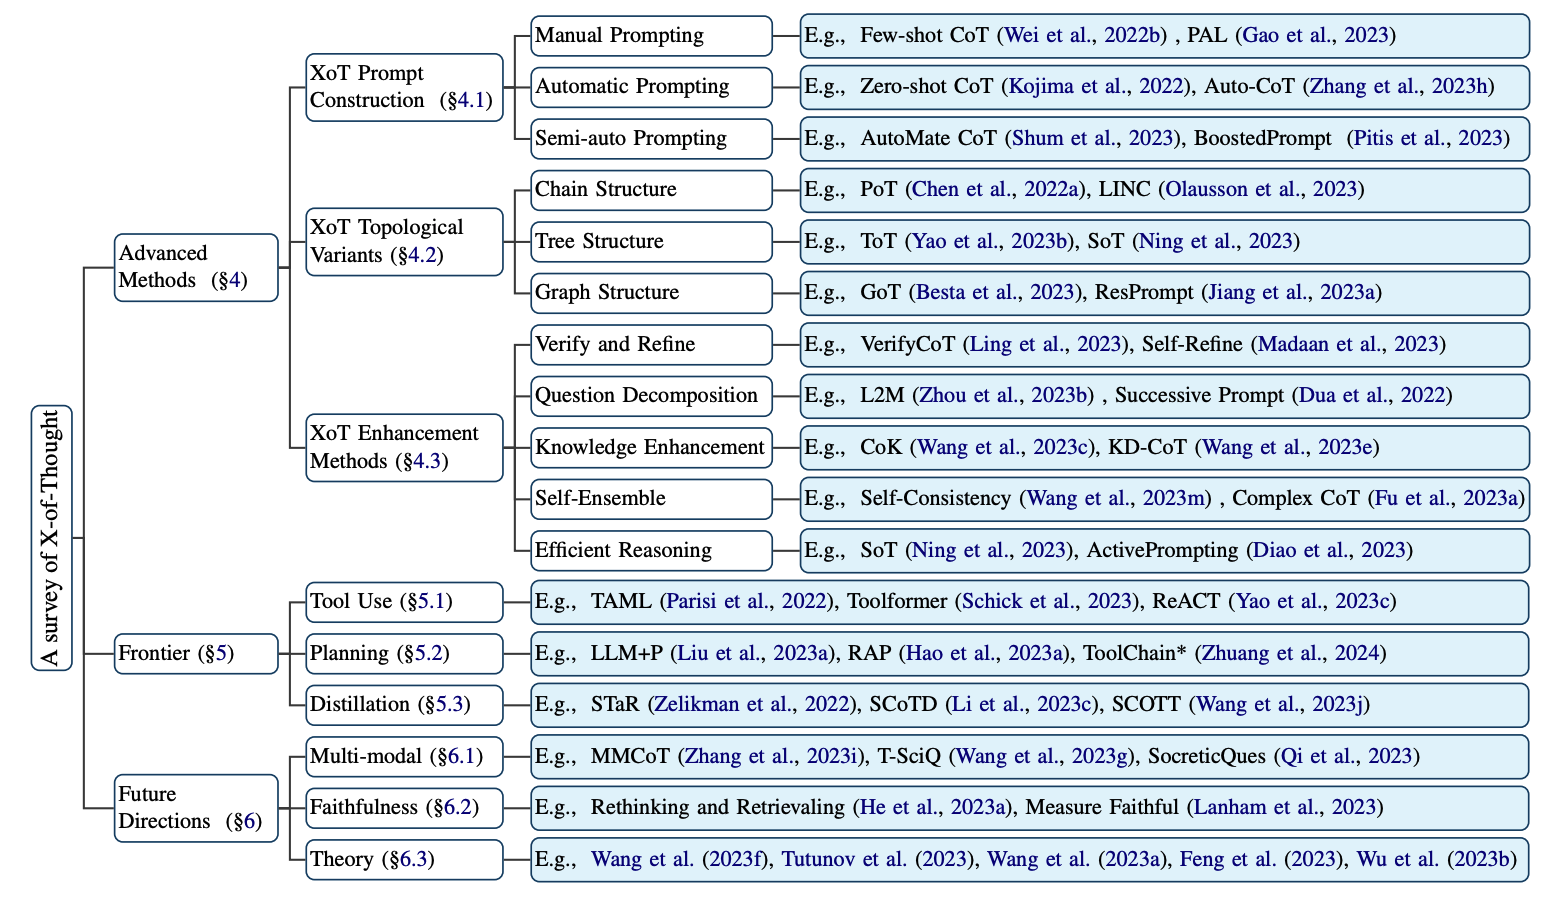 A survey of X-of-Thought
Advanced
Methods (§4)
XoT Prompt
Construction (§4.1)
Manual Prompting
E.g., Few-shot CoT (Wei et al., 2022b) , PAL (Gao et al., 2023)
Automatic Prompting
E.g., Zero-shot CoT (Kojima et al., 2022), Auto-CoT (Zhang et al., 2023h)
Semi-auto Prompting
E.g., AutoMate CoT (Shum et al., 2023), BoostedPrompt (Pitis et al., 2023)
XoT Topological
Variants (§4.2)
Chain Structure
E.g., PoT (Chen et al., 2022a), LINC (Olausson et al., 2023)
Tree Structure
E.g., ToT (Yao et al., 2023b), SoT (Ning et al., 2023)
Graph Structure
E.g., GoT (Besta et al., 2023), ResPrompt (Jiang et al., 2023a)
XoT Enhancement
Methods (§4.3)
Verify and Refine
E.g., VerifyCoT (Ling et al., 2023), Self-Refine (Madaan et al., 2023)
Question Decomposition
E.g., L2M (Zhou et al., 2023b) , Successive Prompt (Dua et al., 2022)
Knowledge Enhancement
E.g., CoK (Wang et al., 2023c), KD-CoT (Wang et al., 2023e)
Self-Ensemble
E.g., Self-Consistency (Wang et al., 2023m) , Complex CoT (Fu et al., 2023a)
Efficient Reasoning
E.g., SoT (Ning et al., 2023), ActivePrompting (Diao et al., 2023)
Frontier (§5)
Tool Use (§5.1)
E.g., TAML (Parisi et al., 2022), Toolformer (Schick et al., 2023), ReACT (Yao et al., 2023c)
Planning (§5.2)
E.g., LLM+P (Liu et al., 2023a), RAP (Hao et al., 2023a), ToolChain* (Zhuang et al., 2024)
Distillation (§5.3)
E.g., STaR (Zelikman et al., 2022), SCoTD (Li et al., 2023c), SCOTT (Wang et al., 2023j)
Future
Directions (§6)
Multi-modal (§6.1)
E.g., MMCoT (Zhang et al., 2023i), T-SciQ (Wang et al., 2023g), SocreticQues (Qi et al., 2023)
Faithfulness (§6.2)
E.g., Rethinking and Retrievaling (He et al., 2023a), Measure Faithful (Lanham et al., 2023)
Theory (§6.3)
E.g., Wang et al. (2023f), Tutunov et al. (2023), Wang et al. (2023a), Feng et al. (2023), Wu et al. (2023b)